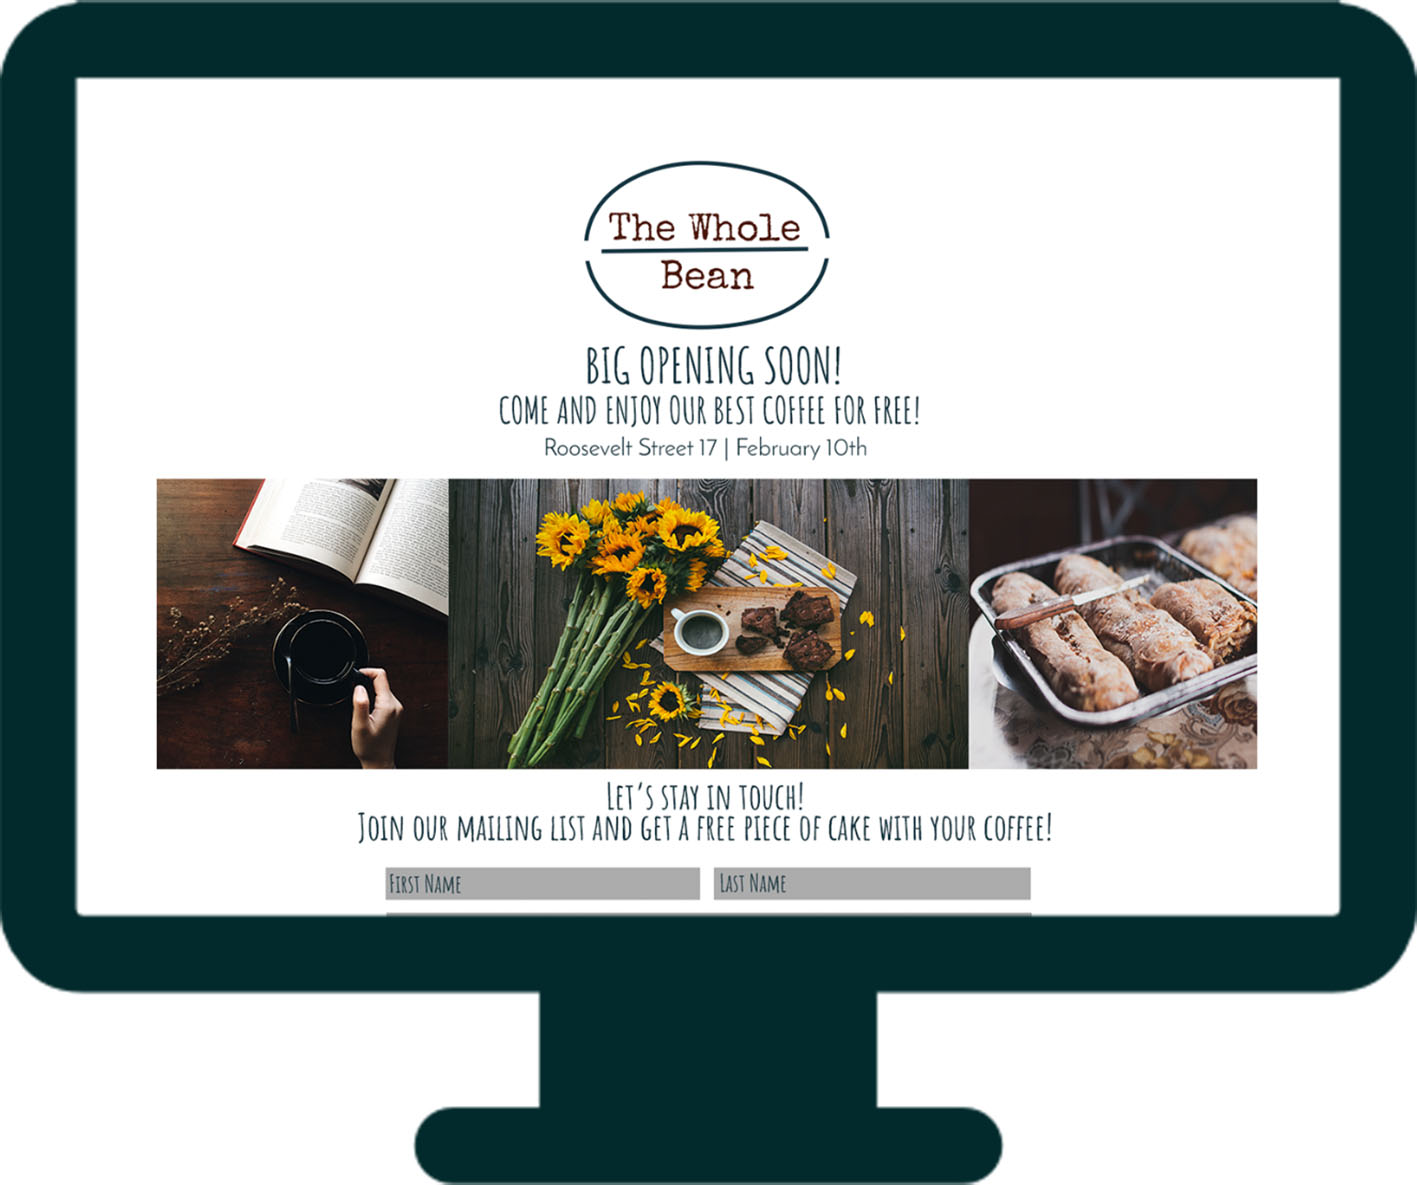 The Whole
Bean
BIG OPENING SOON!
COME AND ENJOY OUR BEST COFFEE FOR FREE!
Roosevelt Street 17 | February 10th
LET'S STAY IN TOUCH!
JOIN OUR MAILING LIST AND GET A FREE PIECE OF CAKE WITH YOUR COFFEE!
FIRST NAME
LAST NAME